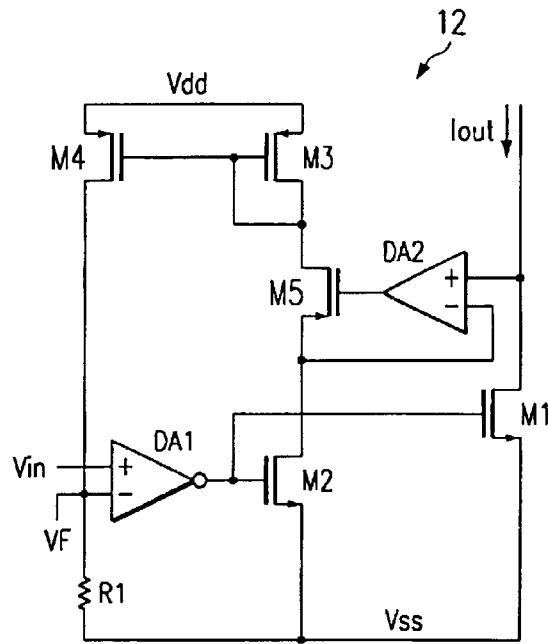 12
Vdd
Iout
M4
M3
DA2
+
−
M5
M1
DA1
Vin
+
−
M2
VF
R1
Vss